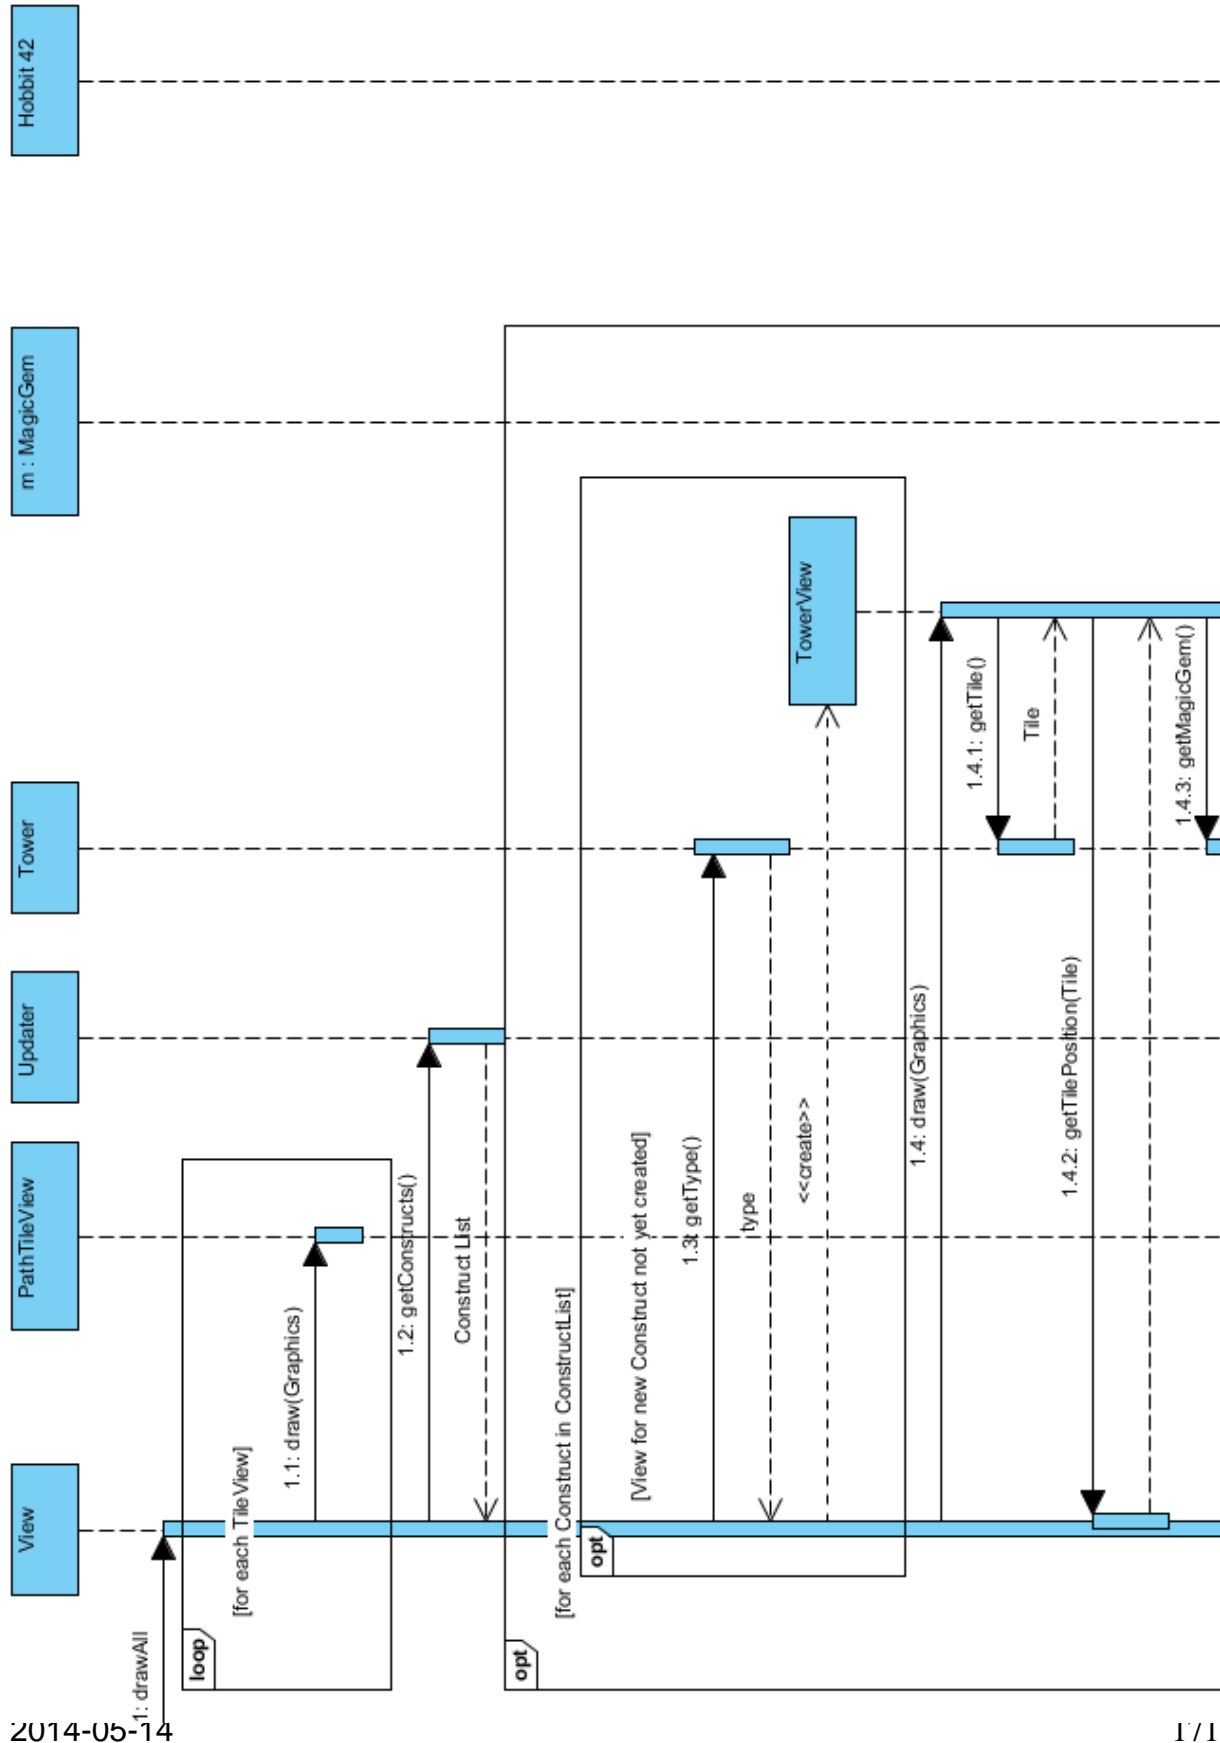 View
PathTileView
Updater
Tower
m : MagicGem
Hobbit 42
1: drawAll
loop
[for each TileView]
1.1: draw(Graphics)
1.2: getConstructs()
Construct List
opt
[for each Construct in ConstructList]
opt
[View for new Construct not yet created]
1.3: getType()
type
<<create>>
TowerView
1.4: draw(Graphics)
1.4.1: getTile()
Tile
1.4.2: getTilePosition(Tile)
1.4.3: getMagicGem()
2014-05-14